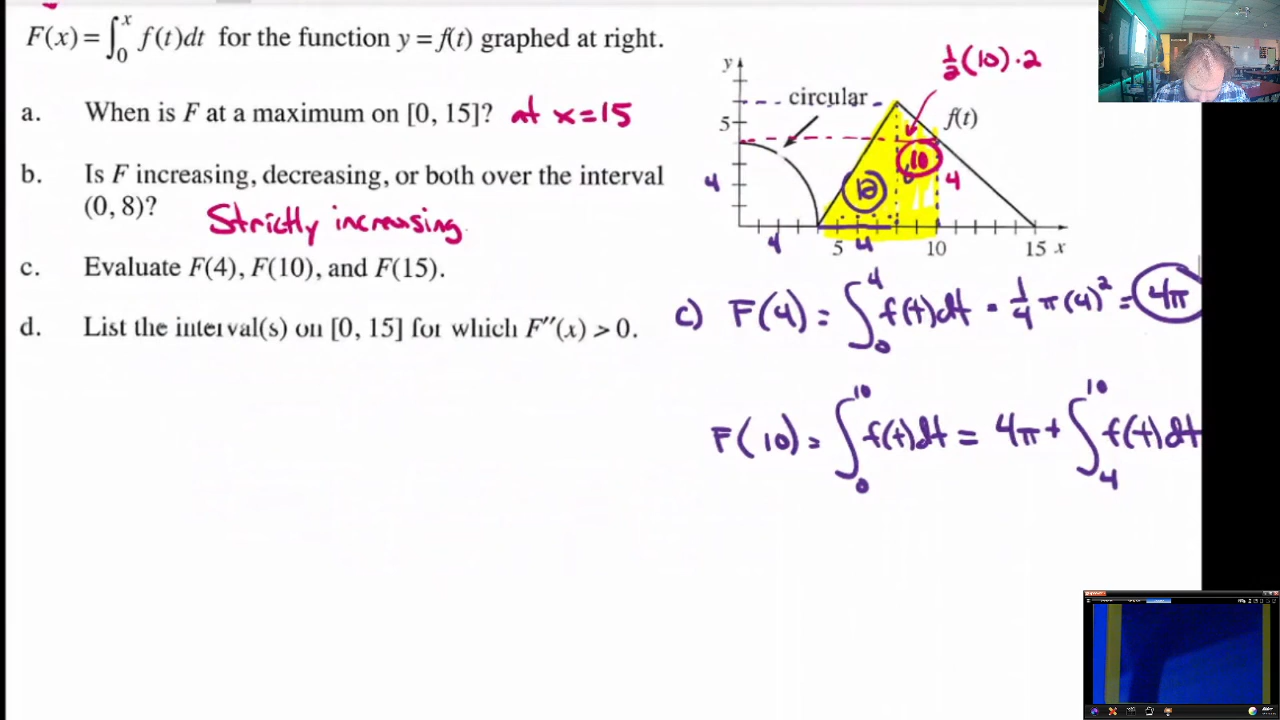 F(x) = ∫₀ˣ f(t)dt for the function y = f(t) graphed at right.
a. When is F at a maximum on [0, 15]? at x=15
b. Is F increasing, decreasing, or both over the interval
(0, 8)? Strictly increasing
c. Evaluate F(4), F(10), and F(15).
d. List the interval(s) on [0, 15] for which F″(x) > 0.
½(10)·2
y
circular
5
f(t)
10
12
6
4
4
4
4
5
10
15 x
c) F(4) = ∫₀⁴ f(t)dt = ¼π(4)² = 4π
F(10) = ∫₀¹⁰ f(t)dt = 4π + ∫₄¹⁰ f(t)dt